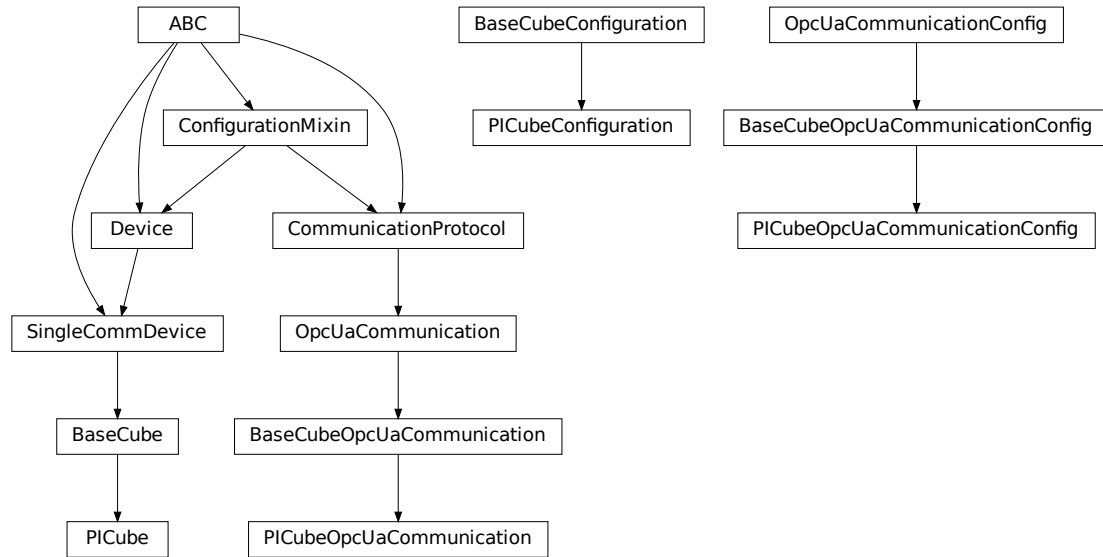 ABC
BaseCubeConfiguration
OpcUaCommunicationConfig
ConfigurationMixin
PICubeConfiguration
BaseCubeOpcUaCommunicationConfig
Device
CommunicationProtocol
PICubeOpcUaCommunicationConfig
SingleCommDevice
OpcUaCommunication
BaseCube
BaseCubeOpcUaCommunication
PICube
PICubeOpcUaCommunication